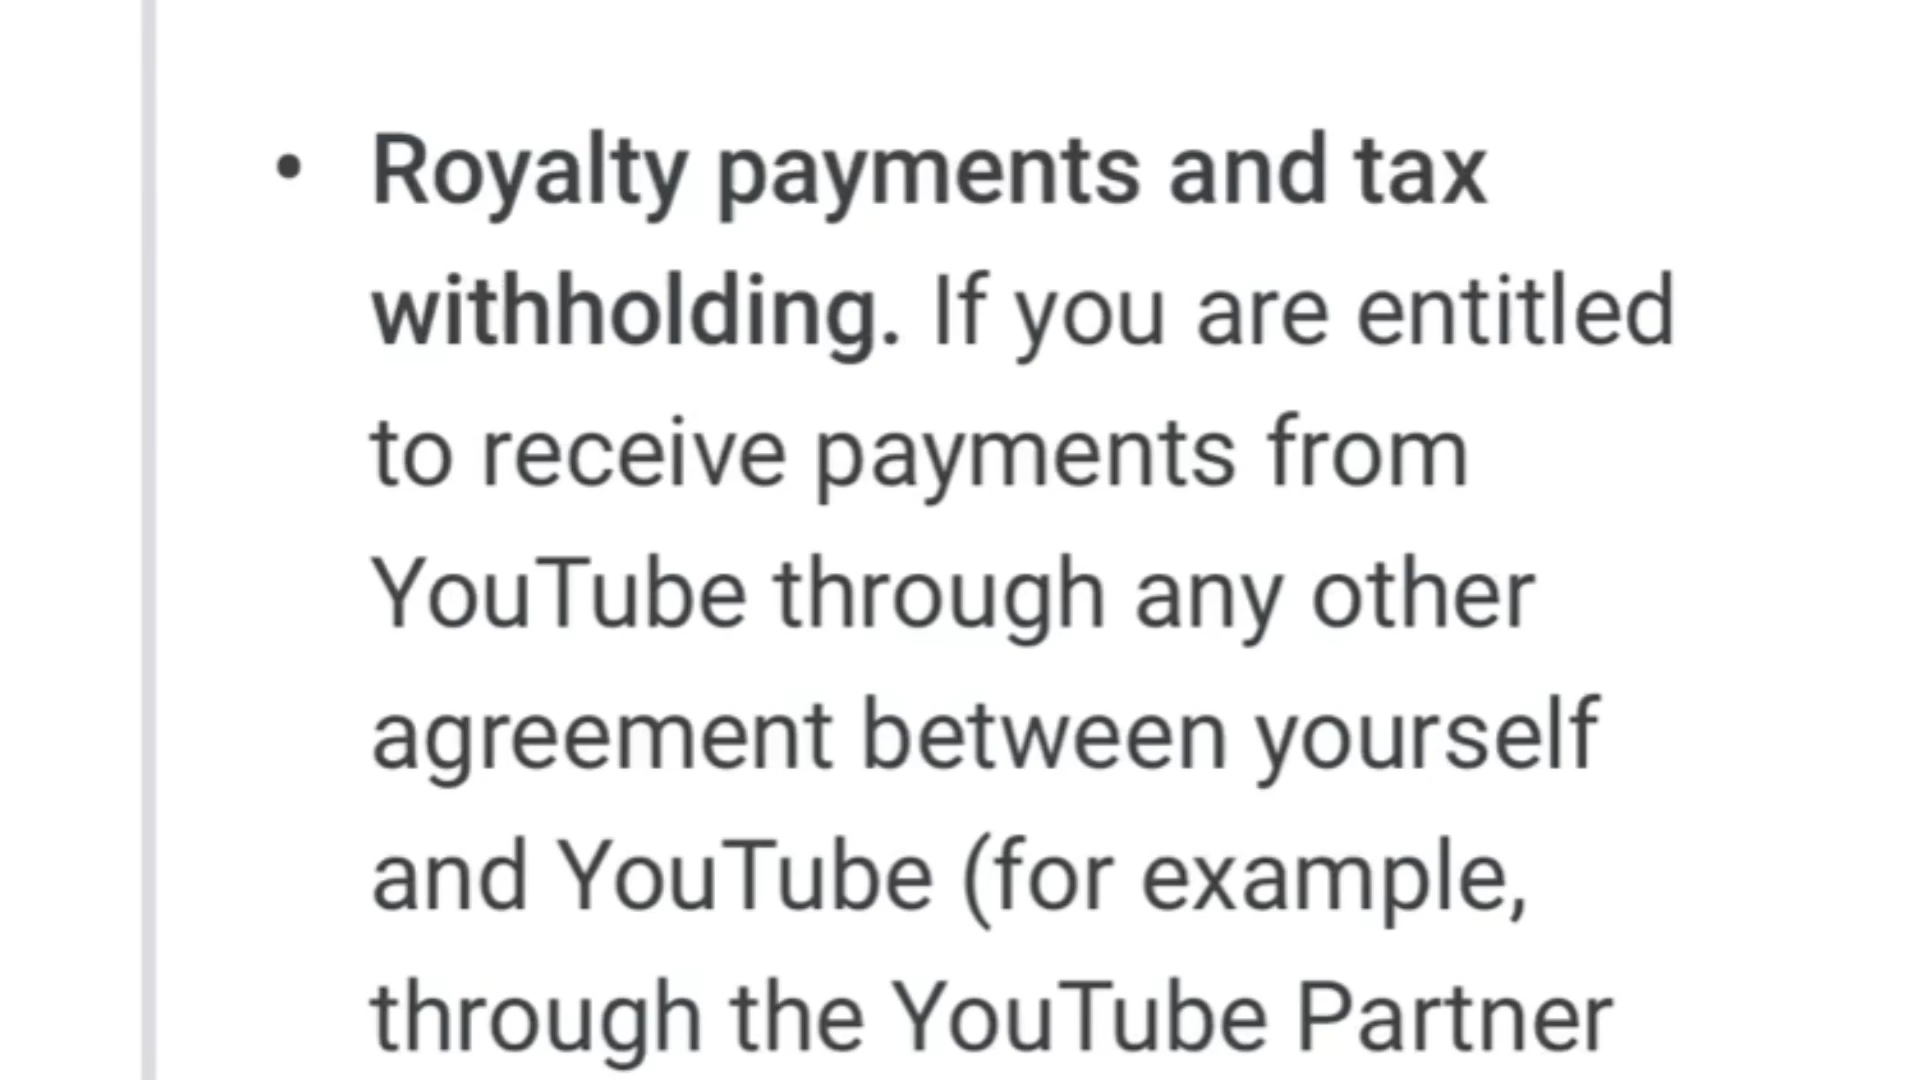 • Royalty payments and tax
withholding. If you are entitled
to receive payments from
YouTube through any other
agreement between yourself
and YouTube (for example,
through the YouTube Partner